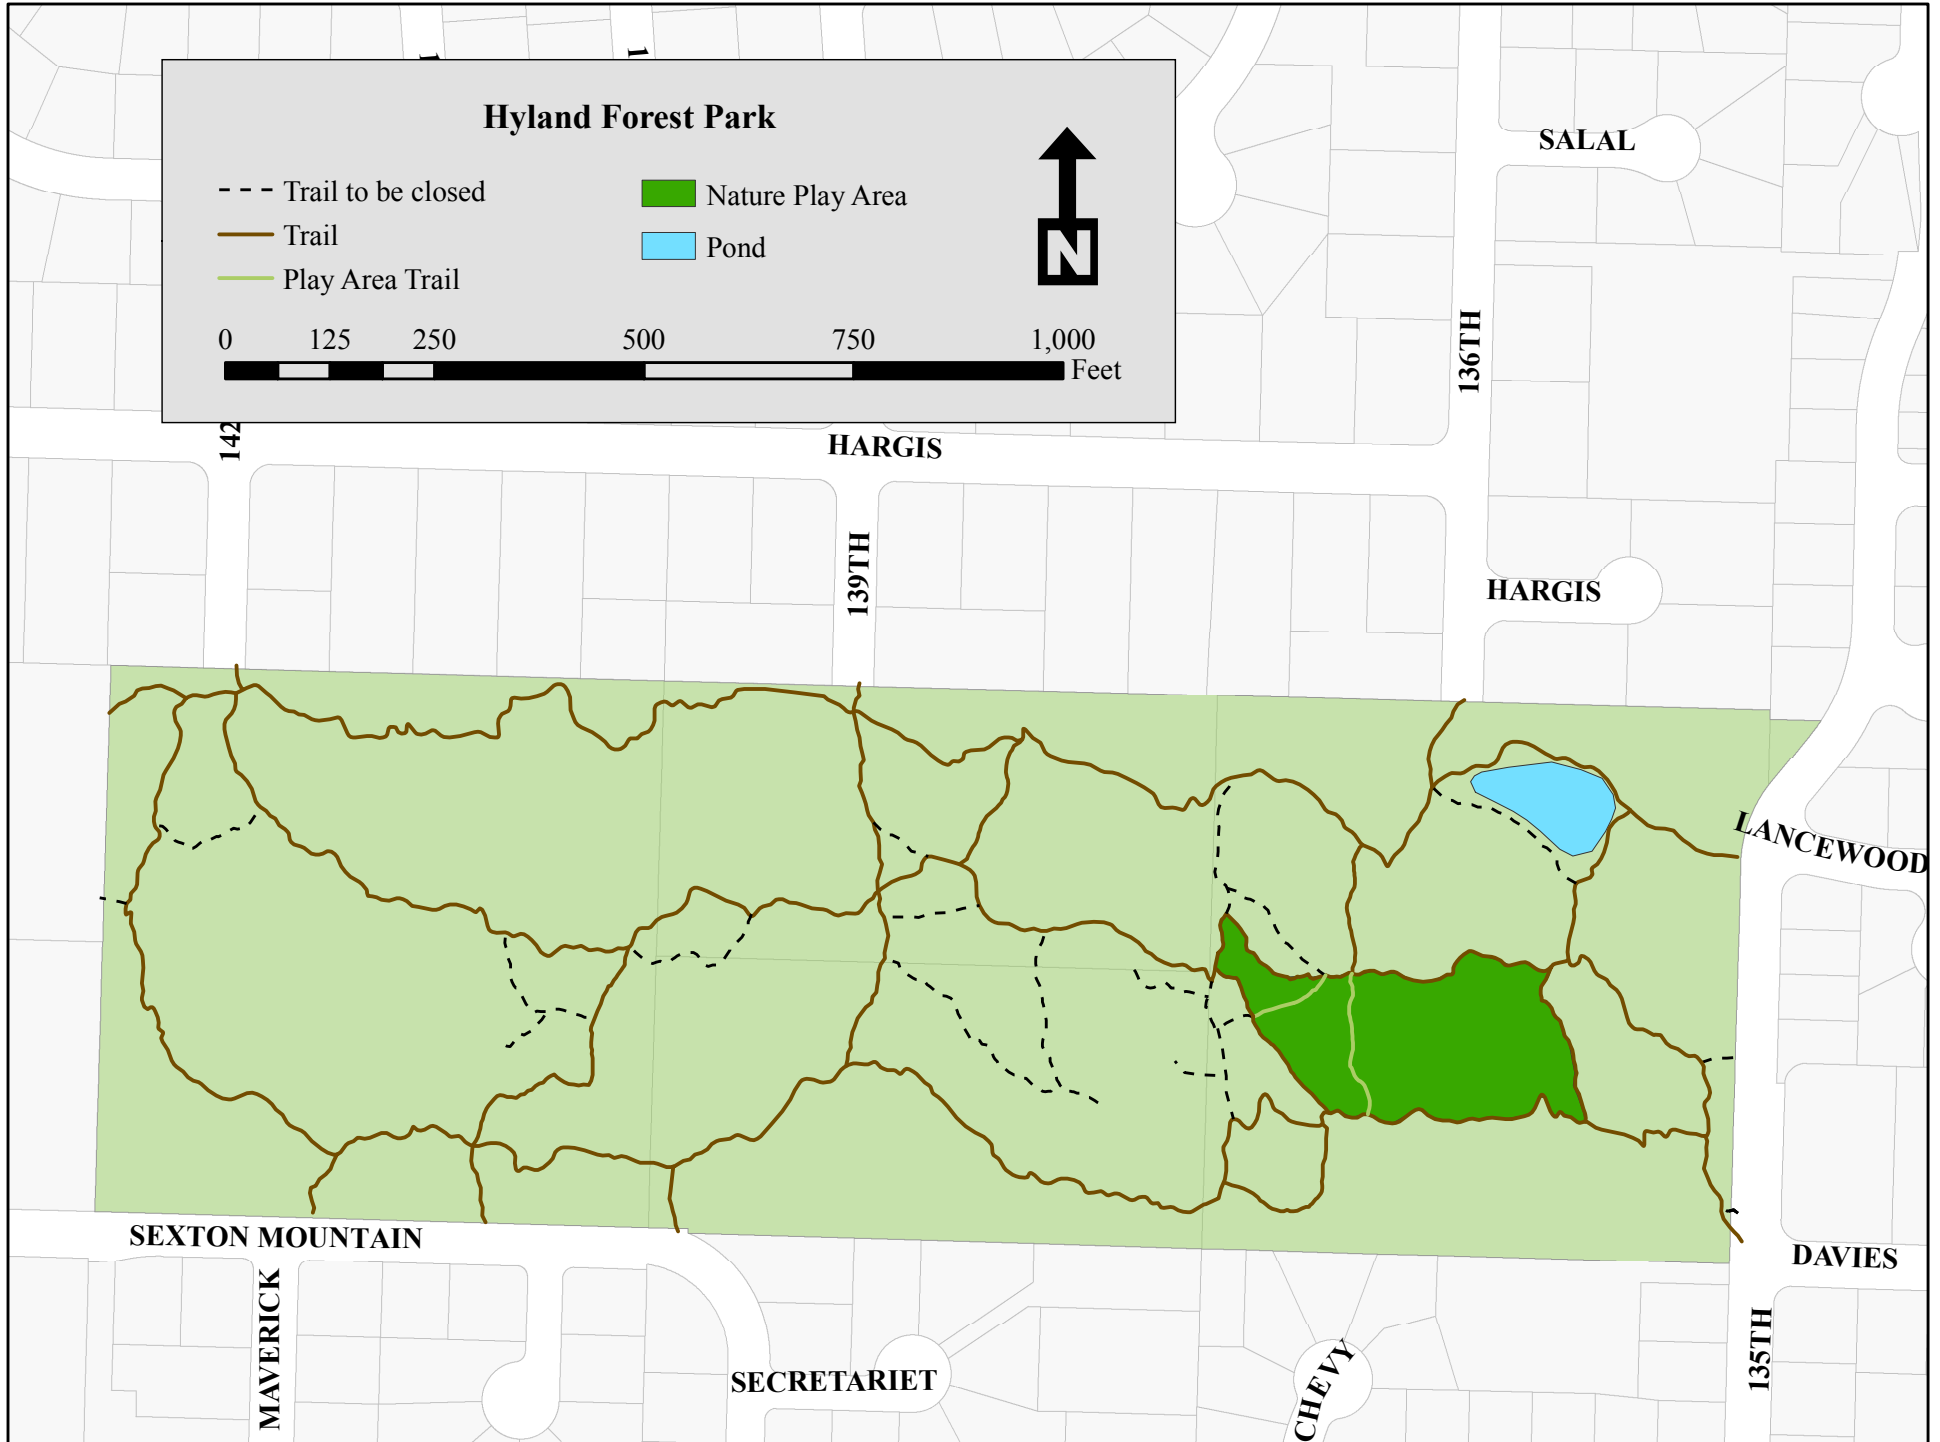 Hyland Forest Park
Trail to be closed
Trail
Play Area Trail
Nature Play Area
Pond
N
0 125 250 500 750 1,000
Feet
SALAL
136TH
142
HARGIS
139TH
HARGIS
LANCEWOOD
SEXTON MOUNTAIN
DAVIES
MAVERICK
SECRETARIET
CHEVY
135TH